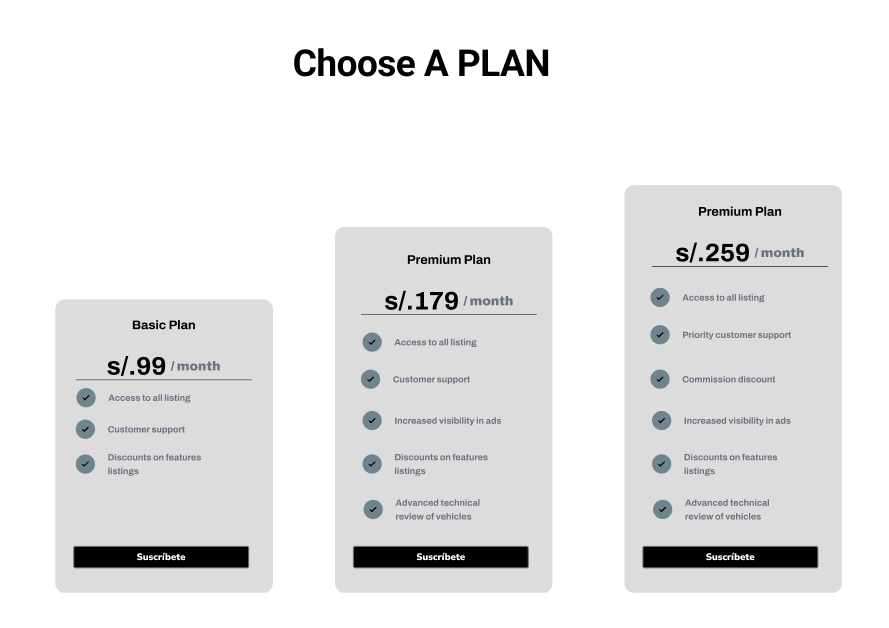 Choose A PLAN
Basic Plan
s/.99 / month
Access to all listing
Customer support
Discounts on features
listings
Suscríbete
Premium Plan
s/.179 / month
Access to all listing
Customer support
Increased visibility in ads
Discounts on features
listings
Advanced technical
review of vehicles
Suscríbete
Premium Plan
s/.259 / month
Access to all listing
Priority customer support
Commission discount
Increased visibility in ads
Discounts on features
listings
Advanced technical
review of vehicles
Suscríbete